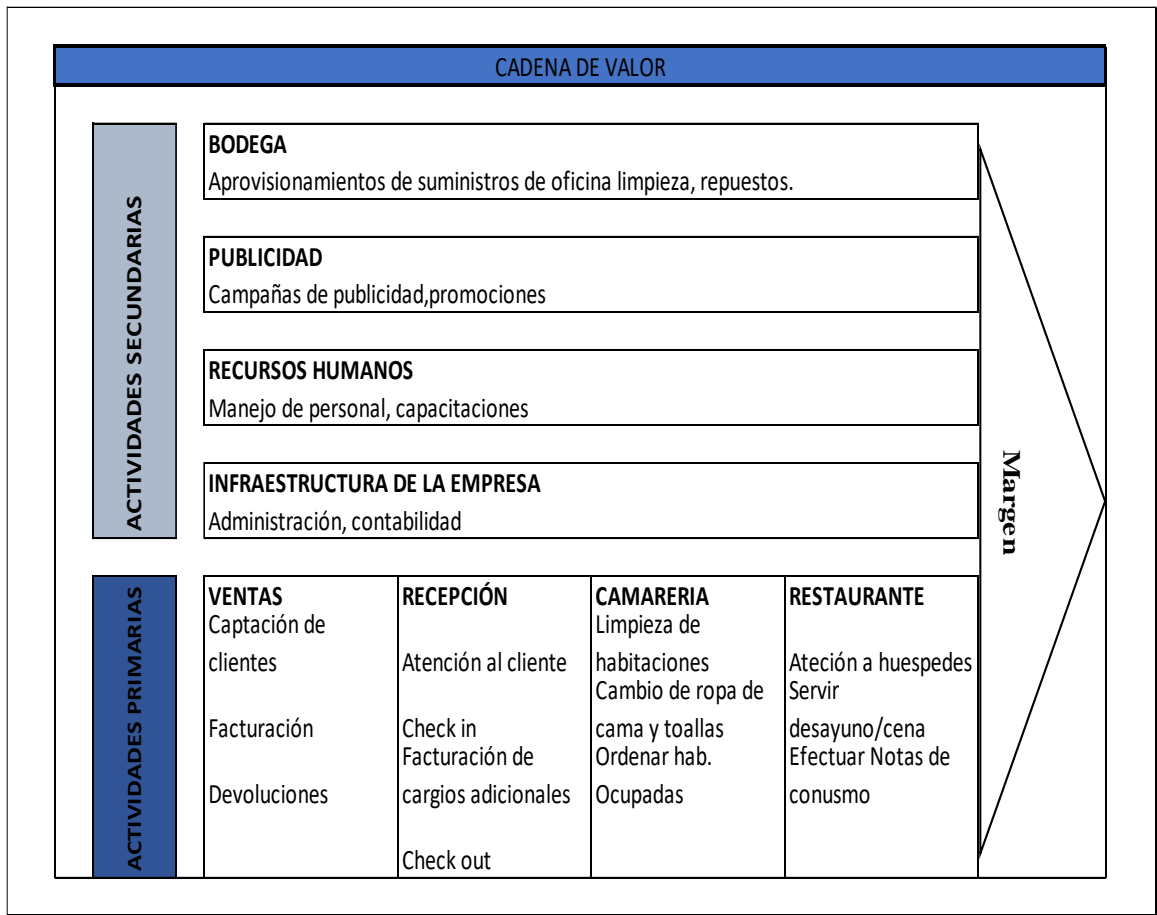 CADENA DE VALOR
ACTIVIDADES SECUNDARIAS
BODEGA
Aprovisionamientos de suministros de oficina limpieza, repuestos.
PUBLICIDAD
Campañas de publicidad,promociones
RECURSOS HUMANOS
Manejo de personal, capacitaciones
INFRAESTRUCTURA DE LA EMPRESA
Administración, contabilidad
Margen
ACTIVIDADES PRIMARIAS
VENTAS
Captación de
clientes
Facturación
Devoluciones
RECEPCIÓN
Atención al cliente
Check in
Facturación de
cargios adicionales
Check out
CAMARERIA
Limpieza de
habitaciones
Cambio de ropa de
cama y toallas
Ordenar hab.
Ocupadas
RESTAURANTE
Ateción a huespedes
Servir
desayuno/cena
Efectuar Notas de
conusmo